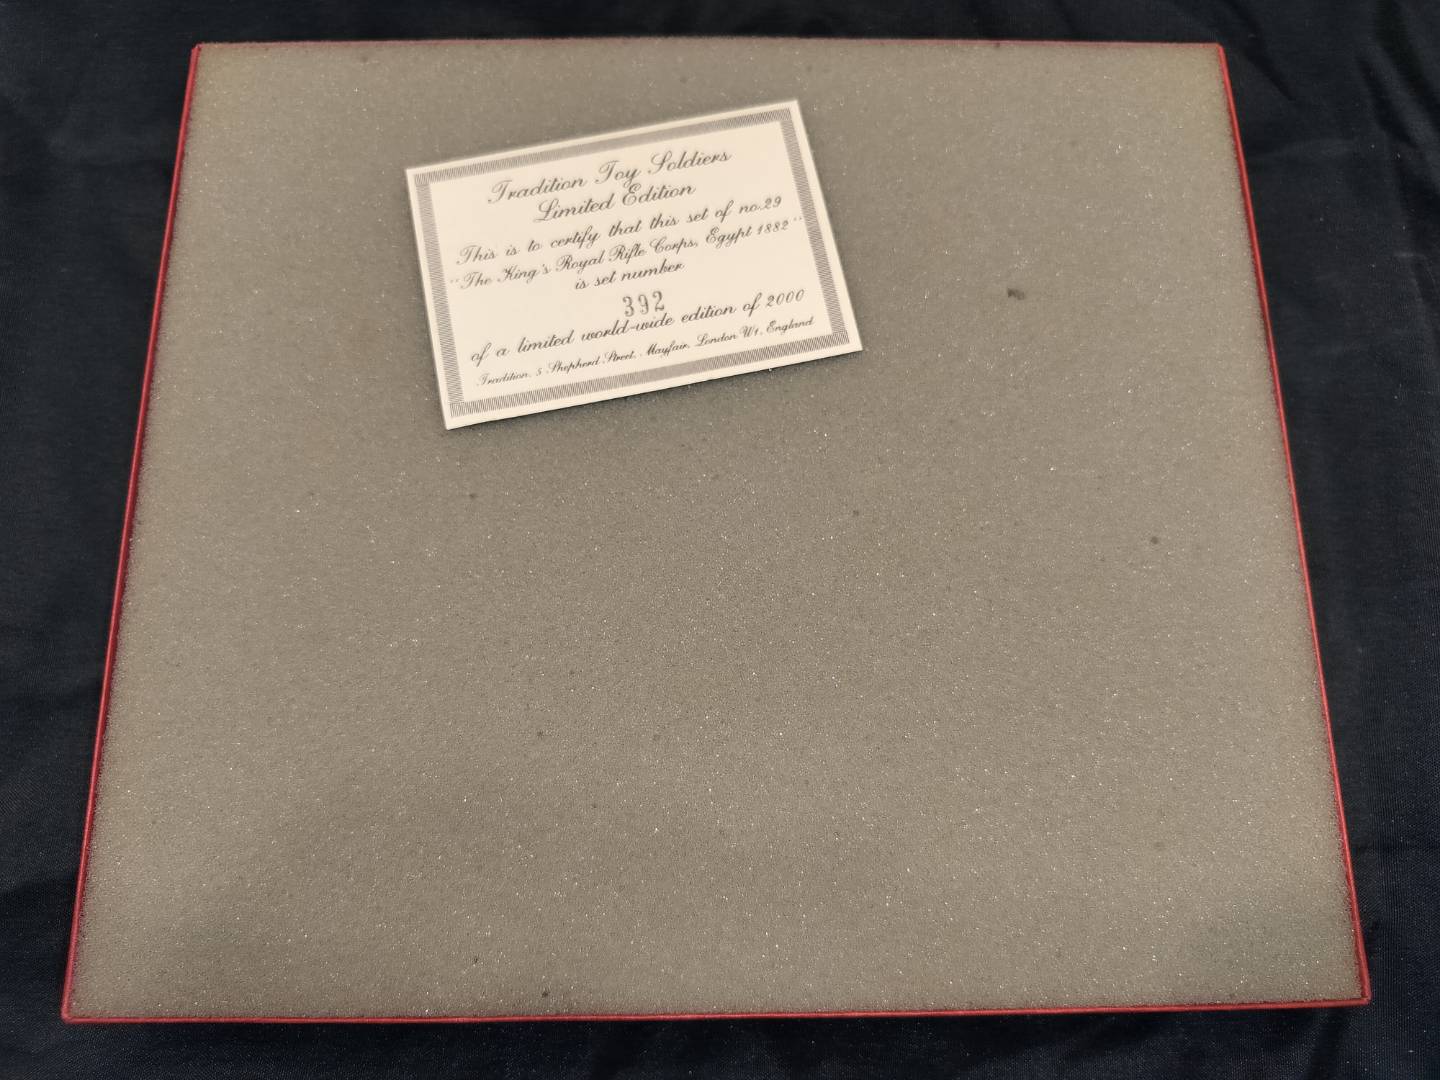 Tradition Toy Soldiers
Limited Edition
This is to certify that this set of no.29
"The King's Royal Rifle Corps, Egypt 1882"
is set number
392
of a limited world-wide edition of 2000
Tradition, 5 Shepherd Street, Mayfair, London W1, England